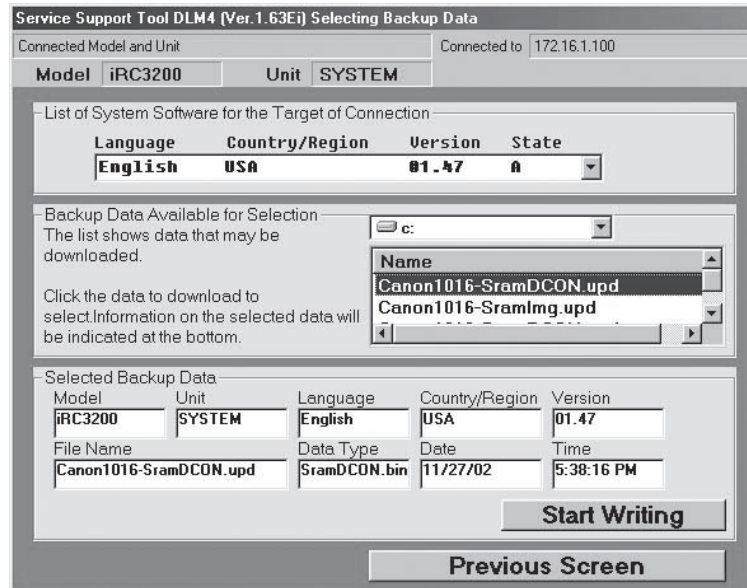 Service Support Tool DLM4 (Ver.1.63Ei) Selecting Backup Data
Connected Model and Unit
Connected to 172.16.1.100
Model iRC3200 Unit SYSTEM
List of System Software for the Target of Connection
Language Country/Region Version State
English USA 01.47 A
Backup Data Available for Selection
The list shows data that may be
downloaded.
Click the data to download to
select.Information on the selected data will
be indicated at the bottom.
c:
Name
Canon1016-SramDCON.upd
Canon1016-SramImg.upd
Selected Backup Data
Model Unit Language Country/Region Version
iRC3200 SYSTEM English USA 01.47
File Name Data Type Date Time
Canon1016-SramDCON.upd SramDCON.bin 11/27/02 5:38:16 PM
Start Writing
Previous Screen